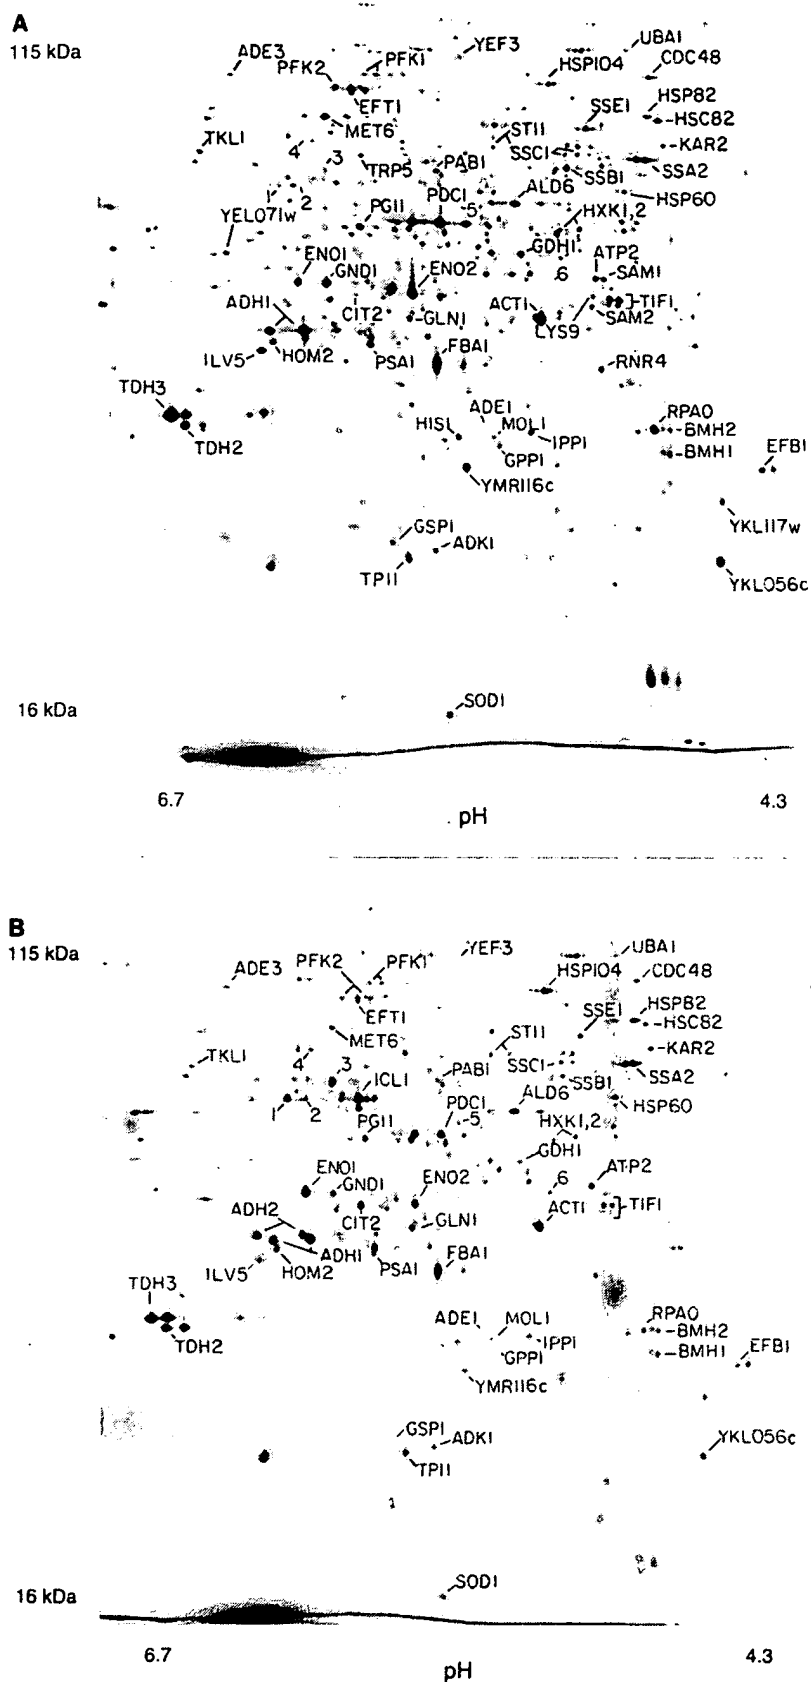 A
115 kDa
ADE3
PFK2
PFK1
YEF3
UBA1
HSP104
CDC48
EFT1
MET6
HSP82
HSC82
SSE1
STI1
KAR2
TKL1
4
3
TRP5
PAB1
SSC1
SSA2
SSB1
1
2
ALD6
HSP60
PDC1
5
YEL071w
PGI1
HXK1,2
GDH1
ATP2
ENO1
GND1
ENO2
6
SAM1
ADH1
CIT2
GLN1
ACT1
TIF1
LYS9
SAM2
ILV5
HOM2
PSA1
FBA1
RNR4
TDH3
TDH2
HIS1
ADE1
MOL1
IPP1
GPP1
RPA0
BMH2
BMH1
EFB1
YMR116c
YKL117w
GSP1
ADK1
TPI1
YKL056c
16 kDa
SOD1
6.7
pH
4.3
B
115 kDa
ADE3
PFK2
PFK1
YEF3
UBA1
HSP104
CDC48
EFT1
MET6
HSP82
HSC82
SSE1
STI1
KAR2
TKL1
4
3
ICL1
PAB1
SSC1
SSB1
SSA2
1
2
PGI1
PDC1
5
ALD6
HSP60
HXK1,2
GDH1
ENO1
GND1
ENO2
6
ATP2
ADH2
CIT2
GLN1
ACT1
TIF1
ADH1
ILV5
HOM2
PSA1
FBA1
TDH3
TDH2
ADE1
MOL1
IPP1
GPP1
RPA0
BMH2
BMH1
EFB1
YMR116c
GSP1
ADK1
TPI1
YKL056c
16 kDa
SOD1
6.7
pH
4.3